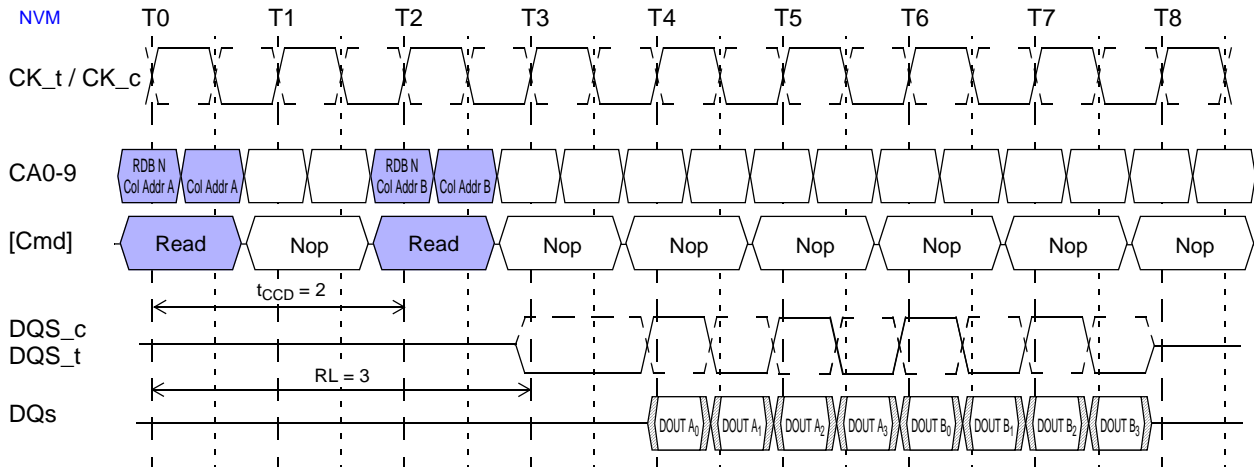 NVM T0 T1 T2 T3 T4 T5 T6 T7 T8
CK_t / CK_c
CA0-9
RDB N
Col Addr A
Col Addr A
RDB N
Col Addr B
Col Addr B
[Cmd] Read Nop Read Nop Nop Nop Nop Nop Nop
tCCD = 2
DQS_c
DQS_t
RL = 3
DQs DOUT A0 DOUT A1 DOUT A2 DOUT A3 DOUT B0 DOUT B1 DOUT B2 DOUT B3